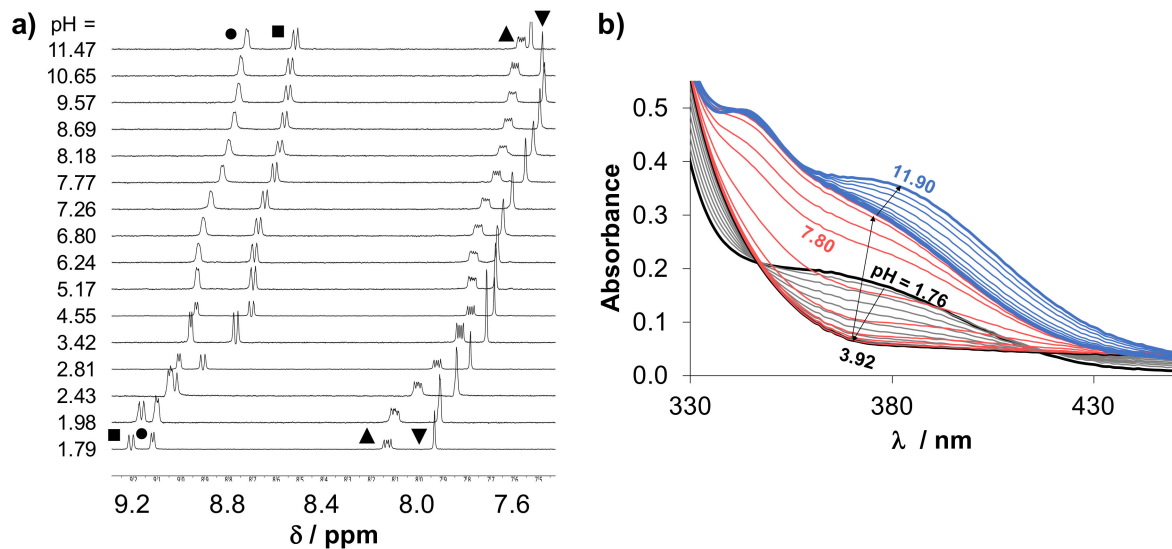 a)
pH =
11.47
10.65
9.57
8.69
8.18
7.77
7.26
6.80
6.24
5.17
4.55
3.42
2.81
2.43
1.98
1.79
9.2 8.8 8.4 8.0 7.6
δ / ppm
b)
Absorbance
0.5
0.4
0.3
0.2
0.1
0.0
11.90
7.80
pH = 1.76
3.92
330 380 430
λ / nm